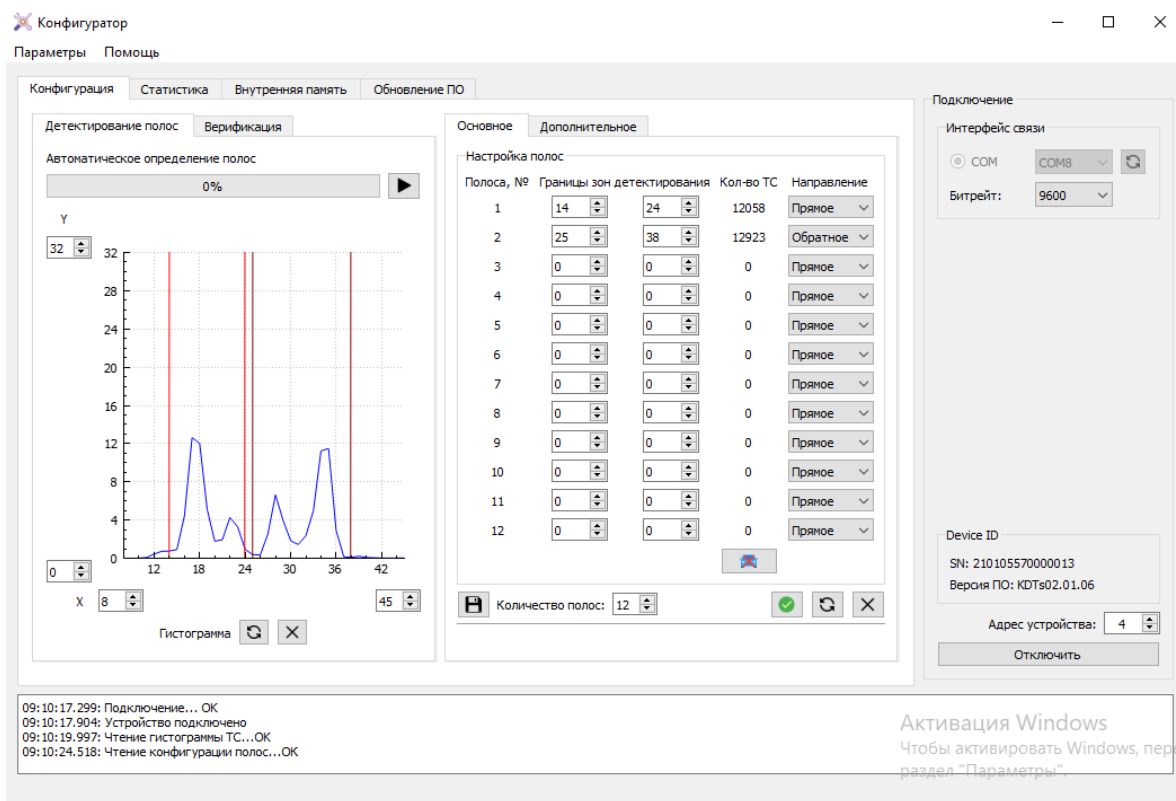 Конфигуратор
Параметры Помощь
Конфигурация Статистика Внутренняя память Обновление ПО
Детектирование полос Верификация
Автоматическое определение полос
0%
Y
32
32
28
24
20
16
12
8
4
0
0
12 18 24 30 36 42
X 8 45
Гистограмма
Основное Дополнительное
Настройка полос
Полоса, № Границы зон детектирования Кол-во ТС Направление
1 14 24 12058 Прямое
2 25 38 12923 Обратное
3 0 0 0 Прямое
4 0 0 0 Прямое
5 0 0 0 Прямое
6 0 0 0 Прямое
7 0 0 0 Прямое
8 0 0 0 Прямое
9 0 0 0 Прямое
10 0 0 0 Прямое
11 0 0 0 Прямое
12 0 0 0 Прямое
Количество полос: 12
Подключение
Интерфейс связи
COM COM8
Битрейт: 9600
Device ID
SN: 210105570000013
Версия ПО: KDTs02.01.06
Адрес устройства: 4
Отключить
09:10:17.299: Подключение... OK
09:10:17.904: Устройство подключено
09:10:19.997: Чтение гистограммы ТС...OK
09:10:24.518: Чтение конфигурации полос...OK
Активация Windows
Чтобы активировать Windows, пере
раздел "Параметры".